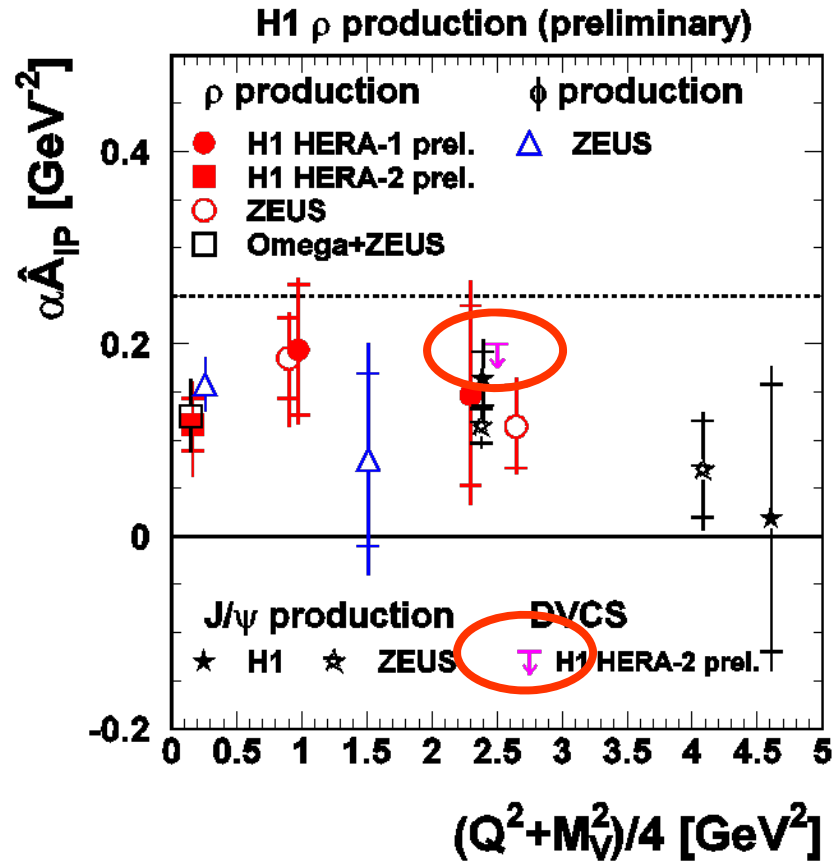 H1 ρ production (preliminary)
αÂ_IP [GeV⁻²]
ρ production
H1 HERA-1 prel.
H1 HERA-2 prel.
ZEUS
Omega+ZEUS
ϕ production
ZEUS
0.4
0.2
0
-0.2
J/ψ production
H1
ZEUS
DVCS
H1 HERA-2 prel.
0 0.5 1 1.5 2 2.5 3 3.5 4 4.5 5
(Q²+M²_V)/4 [GeV²]